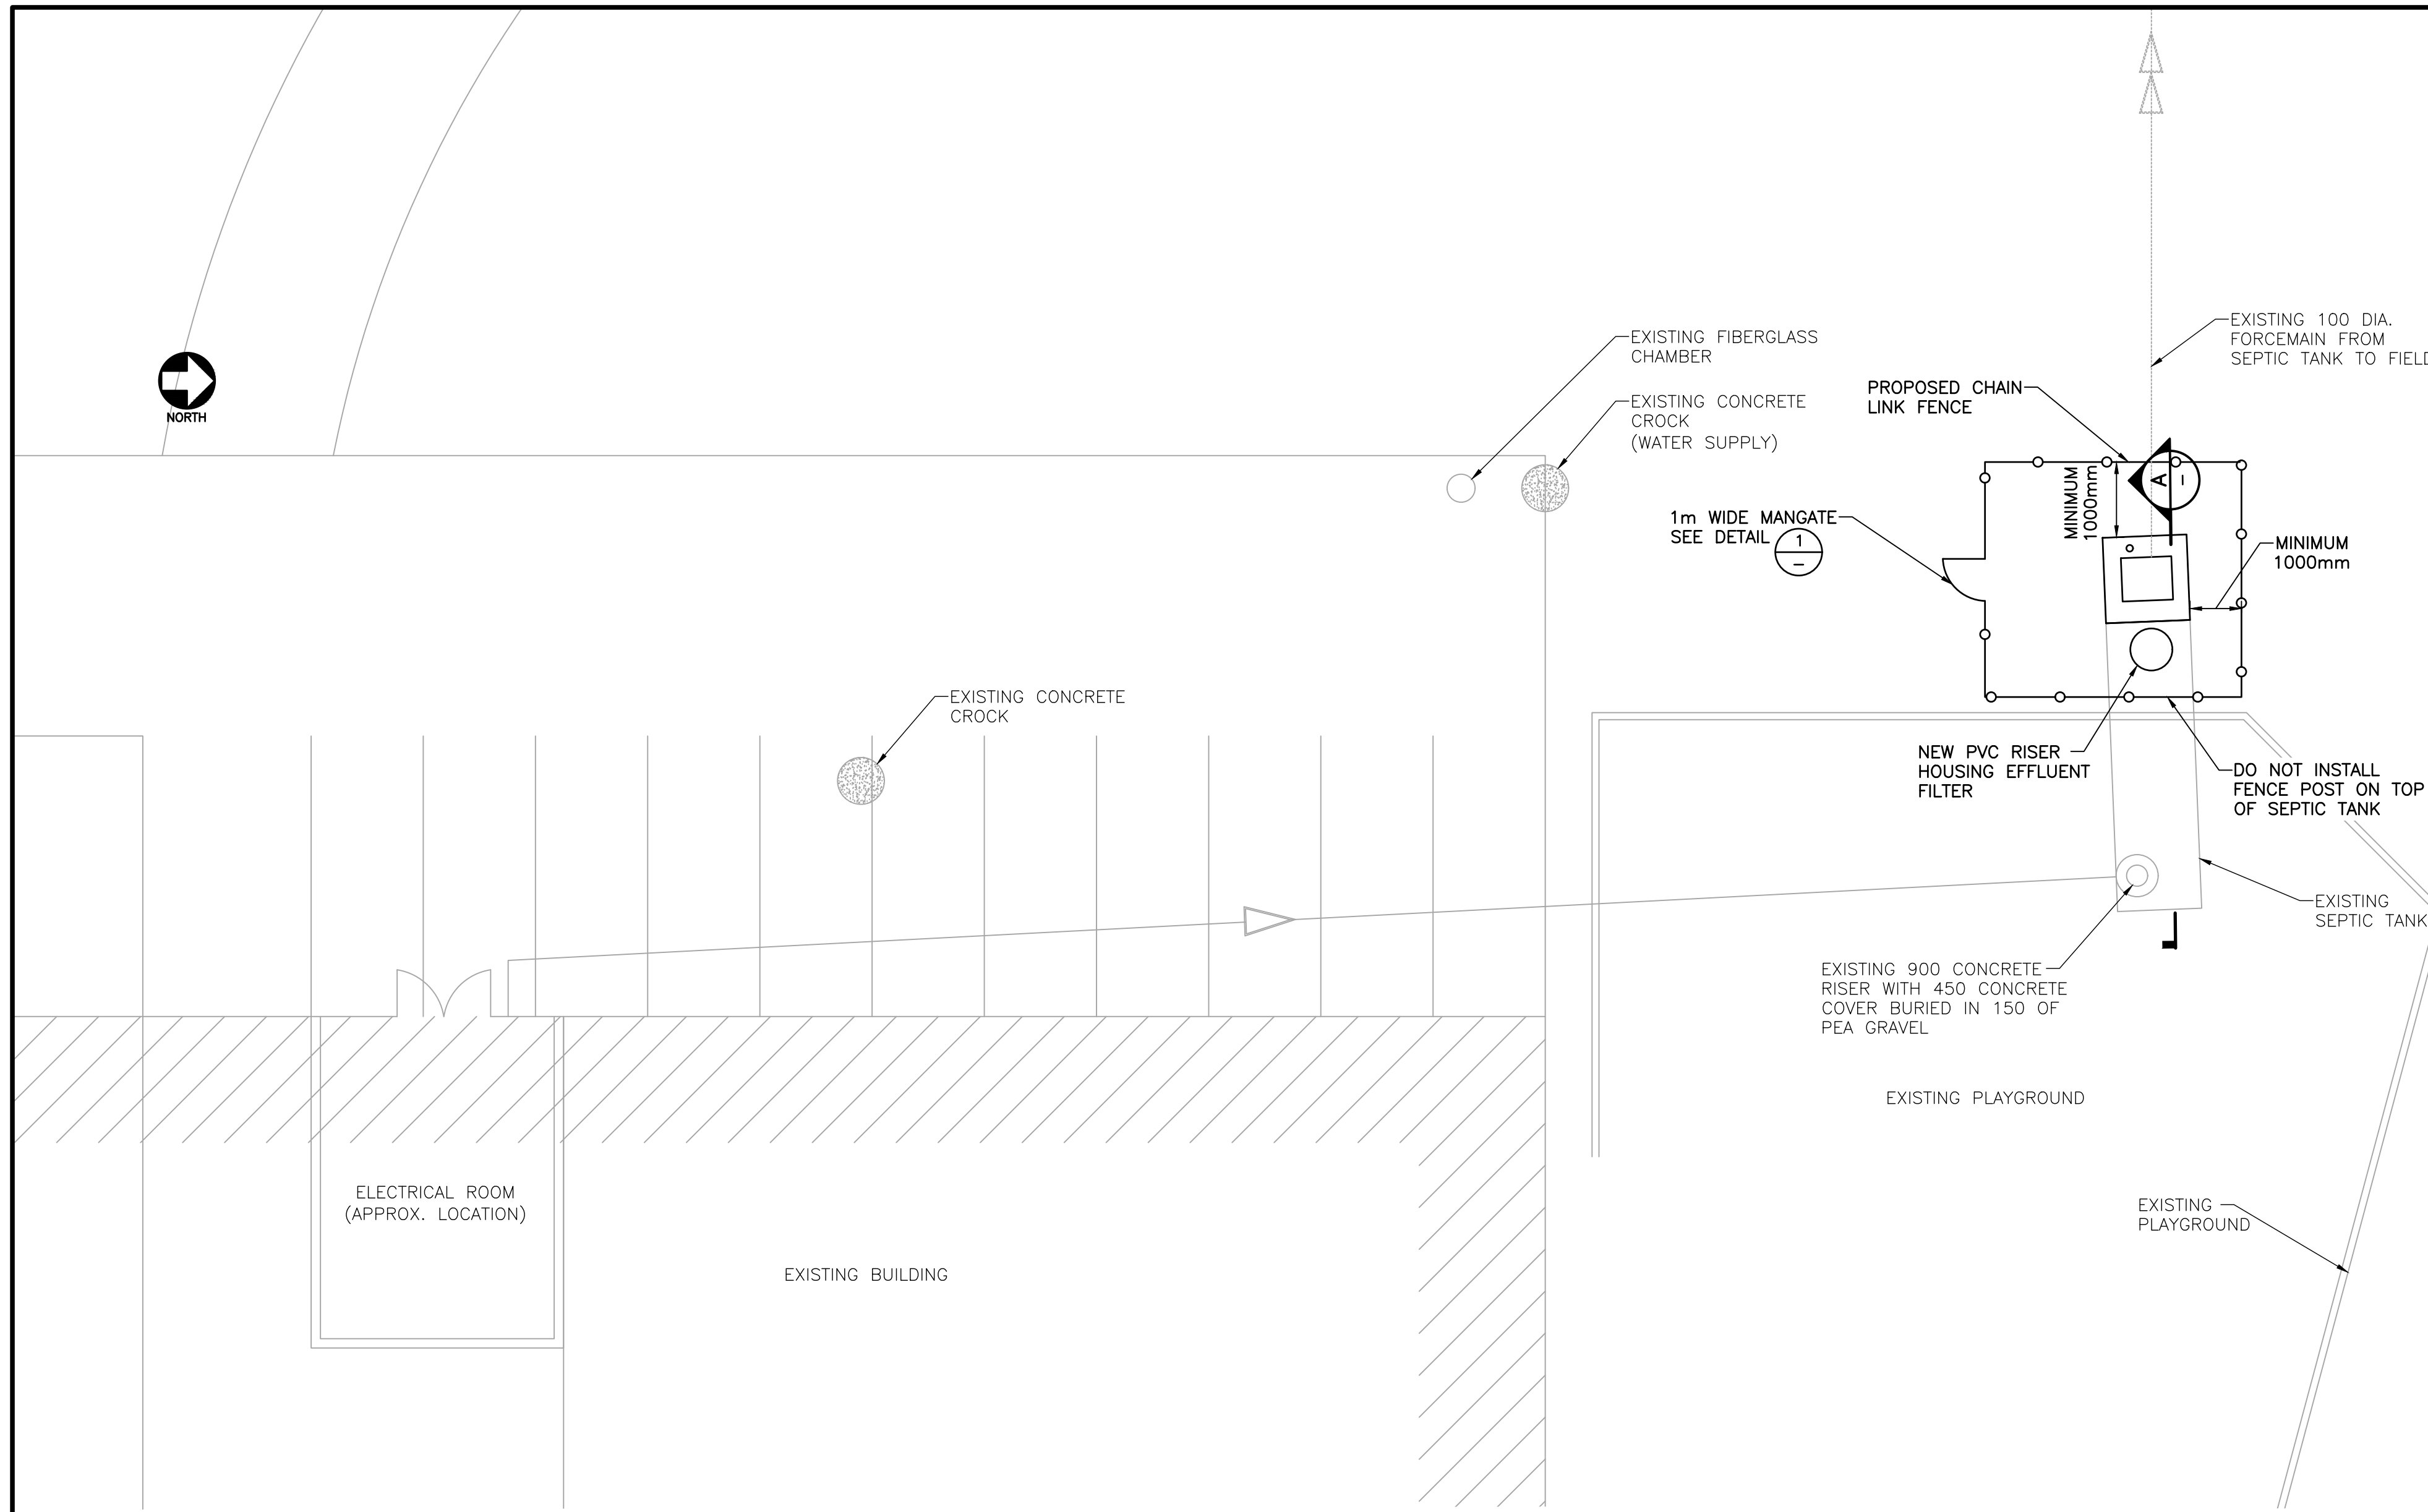 NORTH
EXISTING FIBERGLASS
CHAMBER
EXISTING CONCRETE
CROCK
(WATER SUPPLY)
EXISTING 100 DIA.
FORCEMAIN FROM
SEPTIC TANK TO FIELD
PROPOSED CHAIN
LINK FENCE
MINIMUM
1000mm
A
–
1m WIDE MANGATE
SEE DETAIL
1
–
MINIMUM
1000mm
EXISTING CONCRETE
CROCK
NEW PVC RISER
HOUSING EFFLUENT
FILTER
DO NOT INSTALL
FENCE POST ON TOP
OF SEPTIC TANK
EXISTING
SEPTIC TANK
EXISTING 900 CONCRETE
RISER WITH 450 CONCRETE
COVER BURIED IN 150 OF
PEA GRAVEL
EXISTING PLAYGROUND
ELECTRICAL ROOM
(APPROX. LOCATION)
EXISTING
PLAYGROUND
EXISTING BUILDING